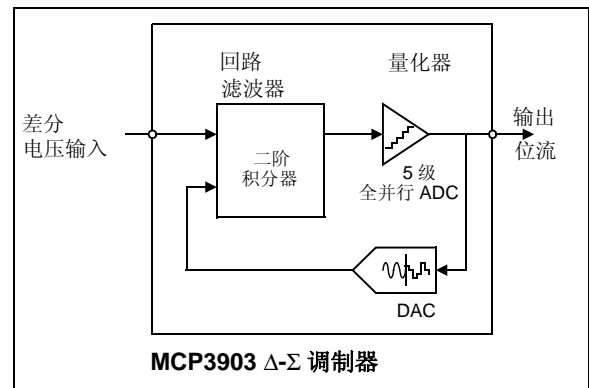 回路
滤波器
量化器
差分
电压输入
二阶
积分器
输出
位流
5 级
全并行 ADC
DAC
MCP3903 Δ-Σ 调制器